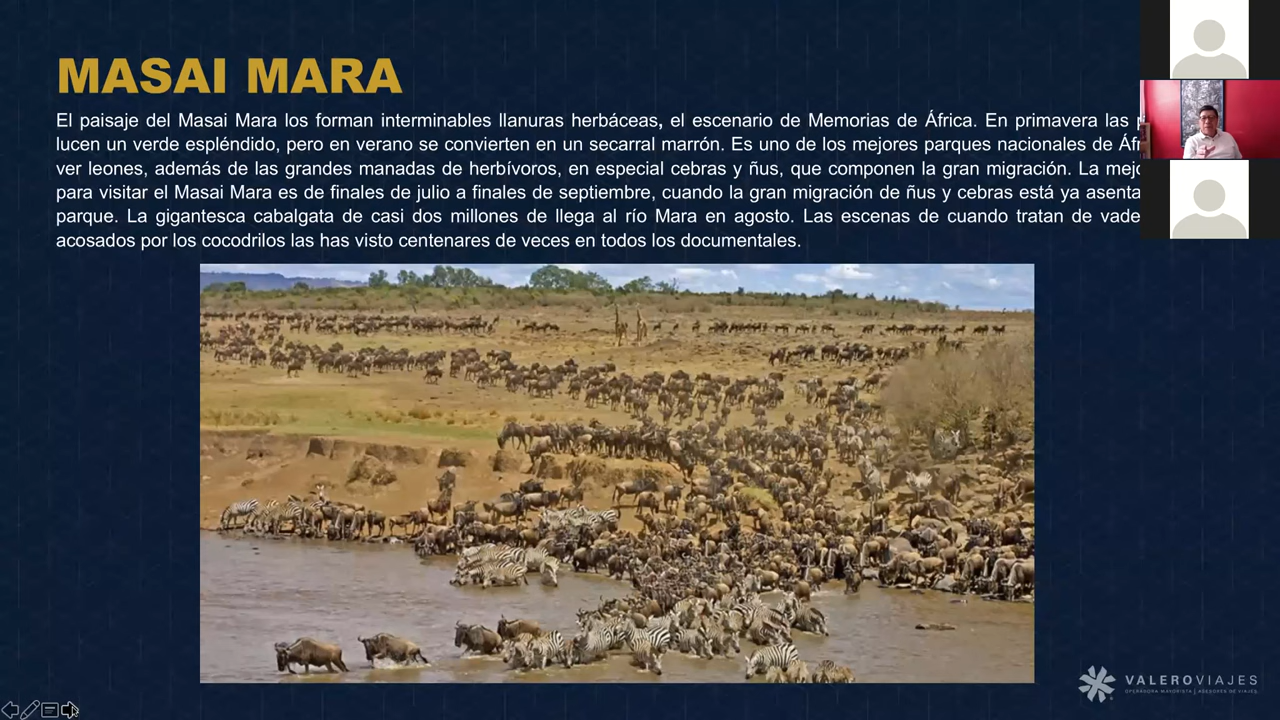 MASAI MARA
El paisaje del Masai Mara los forman interminables llanuras herbáceas, el escenario de Memorias de África. En primavera las
lucen un verde espléndido, pero en verano se convierten en un secarral marrón. Es uno de los mejores parques nacionales de
ver leones, además de las grandes manadas de herbívoros, en especial cebras y ñus, que componen la gran migración. La
para visitar el Masai Mara es de finales de julio a finales de septiembre, cuando la gran migración de ñus y cebras está ya
parque. La gigantesca cabalgata de casi dos millones de llega al río Mara en agosto. Las escenas de cuando tratan de
acosados por los cocodrilos las has visto centenares de veces en todos los documentales.
VALEROVIAJES
OPERADORA MAYORISTA | ASESORES DE VIAJES